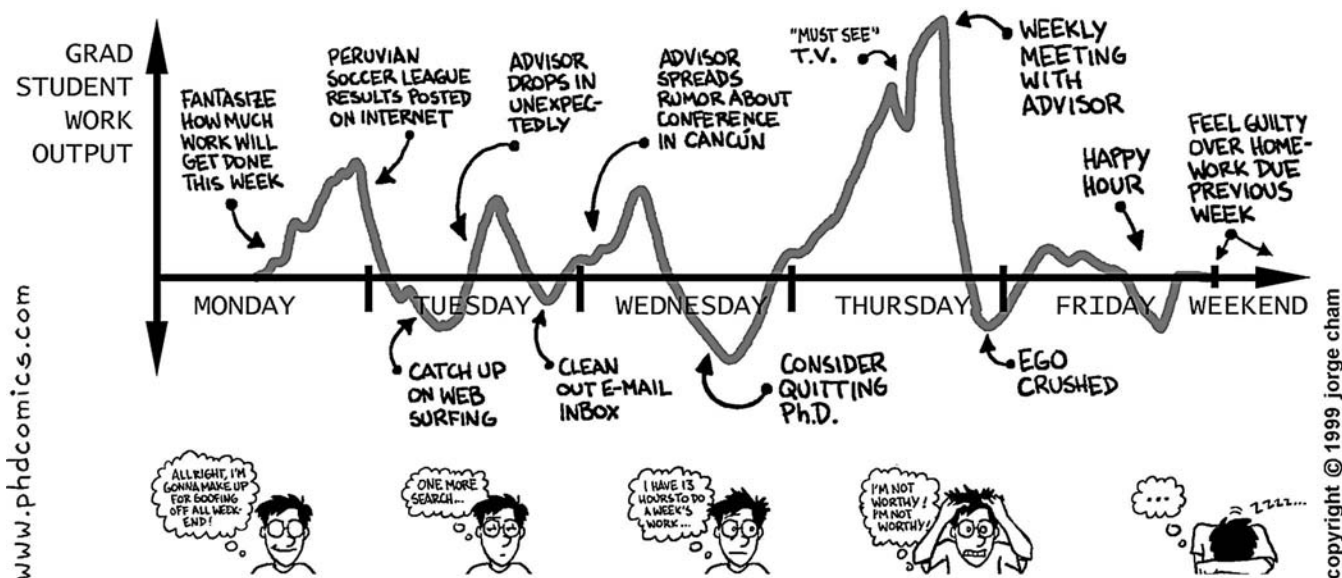 GRAD
STUDENT
WORK
OUTPUT
FANTASIZE
HOW MUCH
WORK WILL
GET DONE
THIS WEEK
PERUVIAN
SOCCER LEAGUE
RESULTS POSTED
ON INTERNET
ADVISOR
DROPS IN
UNEXPEC-
TEDLY
ADVISOR
SPREADS
RUMOR ABOUT
CONFERENCE
IN CANCÚN
"MUST SEE"
T.V.
WEEKLY
MEETING
WITH
ADVISOR
HAPPY
HOUR
FEEL GUILTY
OVER HOME-
WORK DUE
PREVIOUS
WEEK
MONDAY
TUESDAY
WEDNESDAY
THURSDAY
FRIDAY
WEEKEND
CATCH UP
ON WEB
SURFING
CLEAN
OUT E-MAIL
INBOX
CONSIDER
QUITTING
Ph.D.
EGO
CRUSHED
ALLRIGHT, I'M
GONNA MAKE UP
FOR GOOFING
OFF ALL WEEK-
END!
ONE MORE
SEARCH...
I HAVE 13
HOURS TO DO
A WEEK'S
WORK...
I'M NOT
WORTHY!
I'M NOT
WORTHY!
...
ZZZZ...
www.phdcomics.com
copyright © 1999 jorge cham